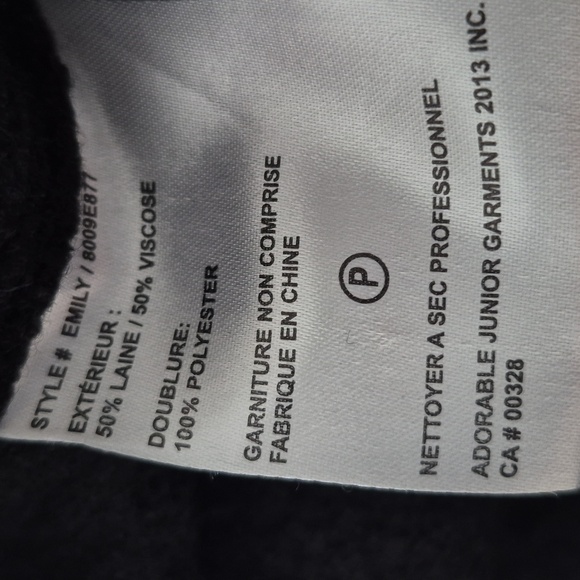 STYLE # EMILY / 8009E877
EXTÉRIEUR :
50% LAINE / 50% VISCOSE
DOUBLURE:
100% POLYESTER
GARNITURE NON COMPRISE
FABRIQUE EN CHINE
P
NETTOYER A SEC PROFESSIONNEL
ADORABLE JUNIOR GARMENTS 2013 INC.
CA # 00328